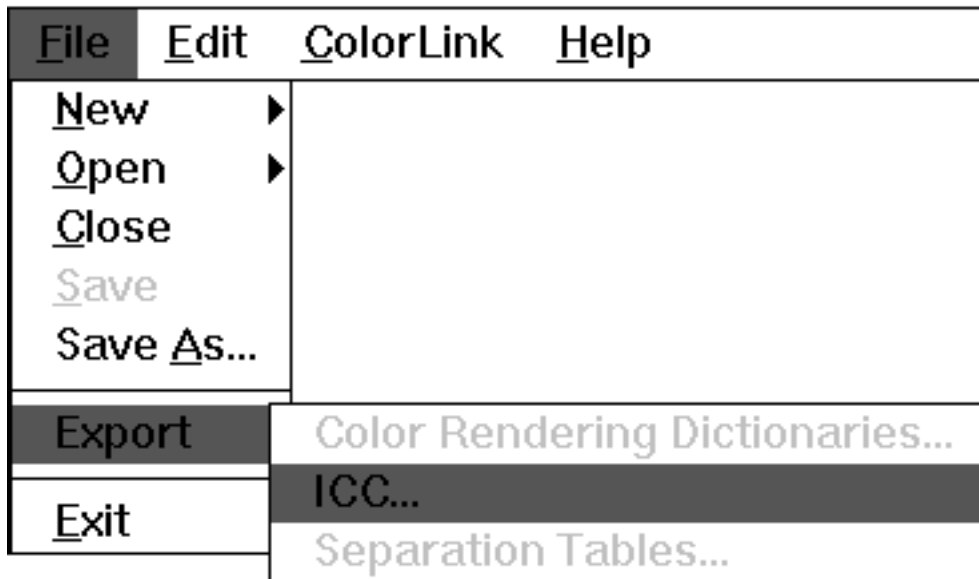 File Edit ColorLink Help
New
Open
Close
Save
Save As...
Export
Color Rendering Dictionaries...
ICC...
Exit
Separation Tables...